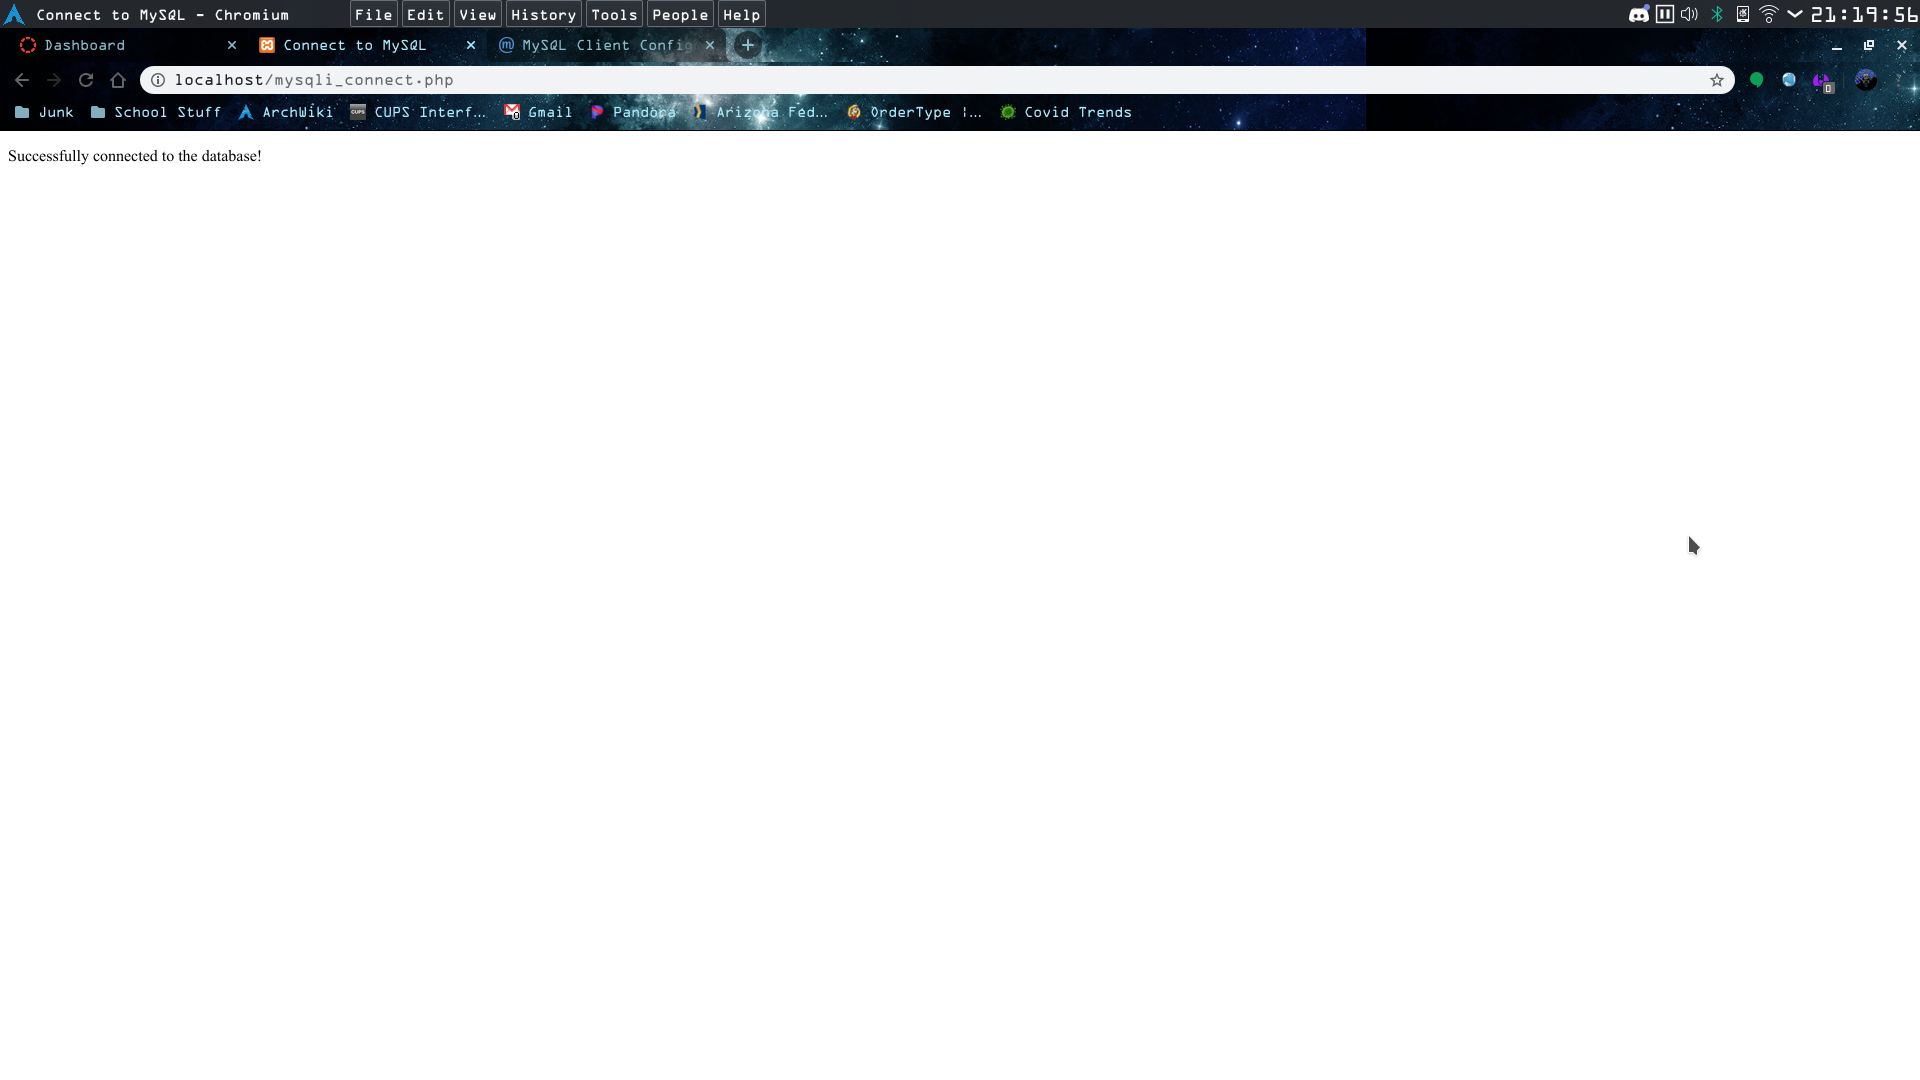 Connect to MySQL - Chromium File Edit View History Tools People Help 21:19:56
Dashboard Connect to MySQL MySQL Client Config
localhost/mysqli_connect.php 0
Junk School Stuff ArchWiki CUPS CUPS Interf... Gmail Pandora Arizona Fed... OrderType |... Covid Trends
Successfully connected to the database!